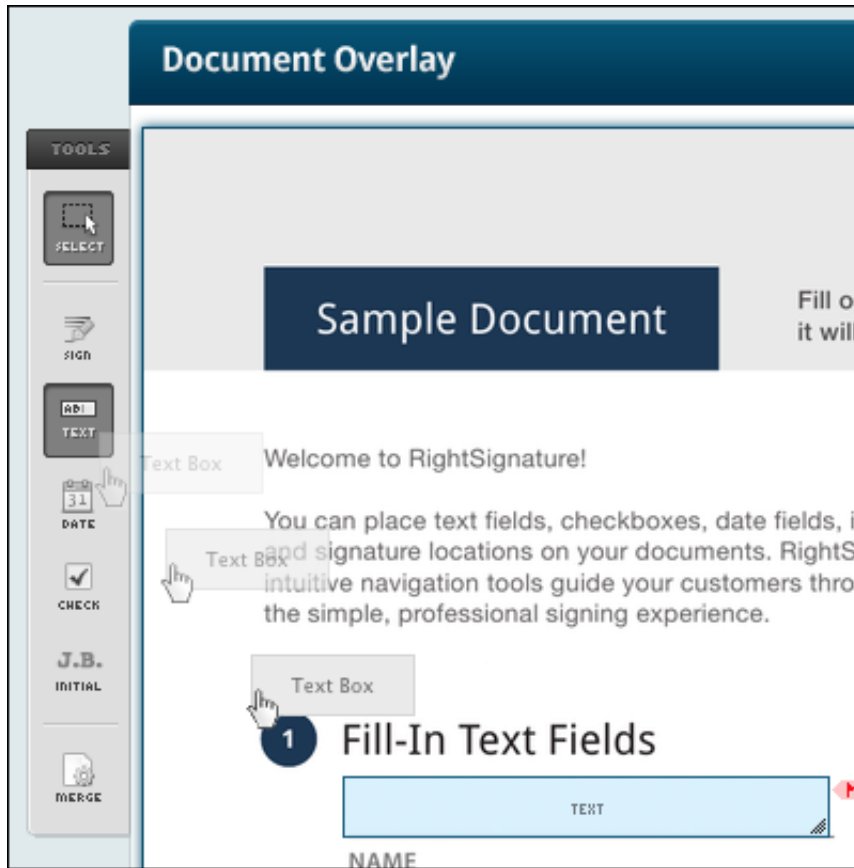 Document Overlay
TOOLS
SELECT
SIGN
ABI
TEXT
31
DATE
CHECK
J.B.
INITIAL
MERGE
Sample Document
Fill o
it will
Text Box
Welcome to RightSignature!
You can place text fields, checkboxes, date fields, i
Text Box
and signature locations on your documents. RightS
intuitive navigation tools guide your customers thro
the simple, professional signing experience.
Text Box
1 Fill-In Text Fields
TEXT
NAME